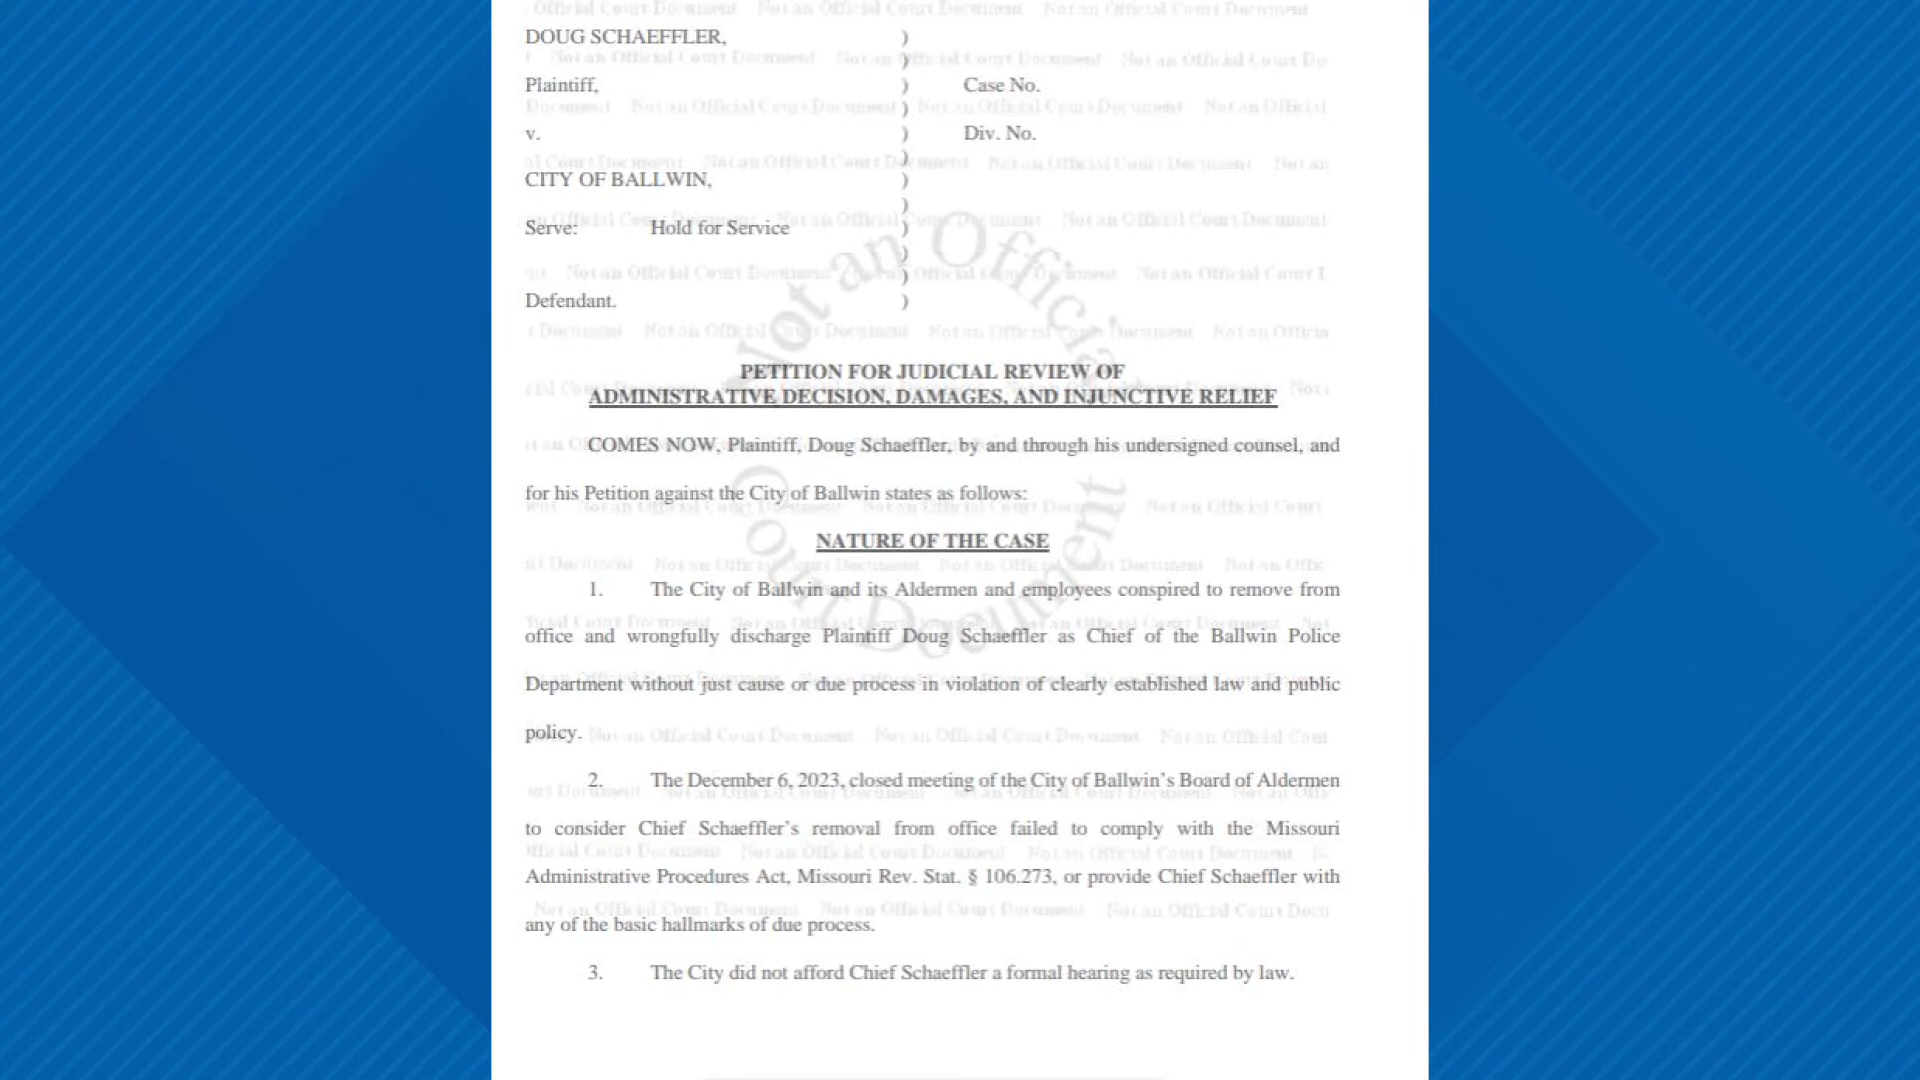 DOUG SCHAEFFLER, )
)
Plaintiff, ) Case No.
)
v. ) Div. No.
)
CITY OF BALLWIN, )
)
Serve: Hold for Service )
)
)
Defendant. )
PETITION FOR JUDICIAL REVIEW OF
ADMINISTRATIVE DECISION, DAMAGES, AND INJUNCTIVE RELIEF
COMES NOW, Plaintiff, Doug Schaeffler, by and through his undersigned counsel, and
for his Petition against the City of Ballwin states as follows:
NATURE OF THE CASE
1. The City of Ballwin and its Aldermen and employees conspired to remove from
office and wrongfully discharge Plaintiff Doug Schaeffler as Chief of the Ballwin Police
Department without just cause or due process in violation of clearly established law and public
policy.
2. The December 6, 2023, closed meeting of the City of Ballwin's Board of Aldermen
to consider Chief Schaeffler's removal from office failed to comply with the Missouri
Administrative Procedures Act, Missouri Rev. Stat. § 106.273, or provide Chief Schaeffler with
any of the basic hallmarks of due process.
3. The City did not afford Chief Schaeffler a formal hearing as required by law.
Not an Official
Court Document